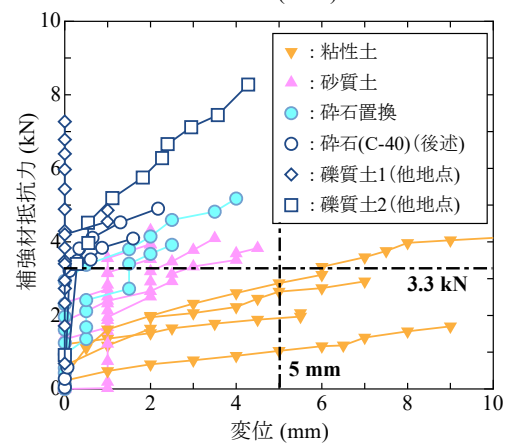 (mm)
10
8
6
4
2
0
補強材抵抗力 (kN)
: 粘性土
: 砂質土
: 砕石置換
: 砕石(C-40)(後述)
: 礫質土1(他地点)
: 礫質土2(他地点)
3.3 kN
5 mm
0 2 4 6 8 10
変位 (mm)